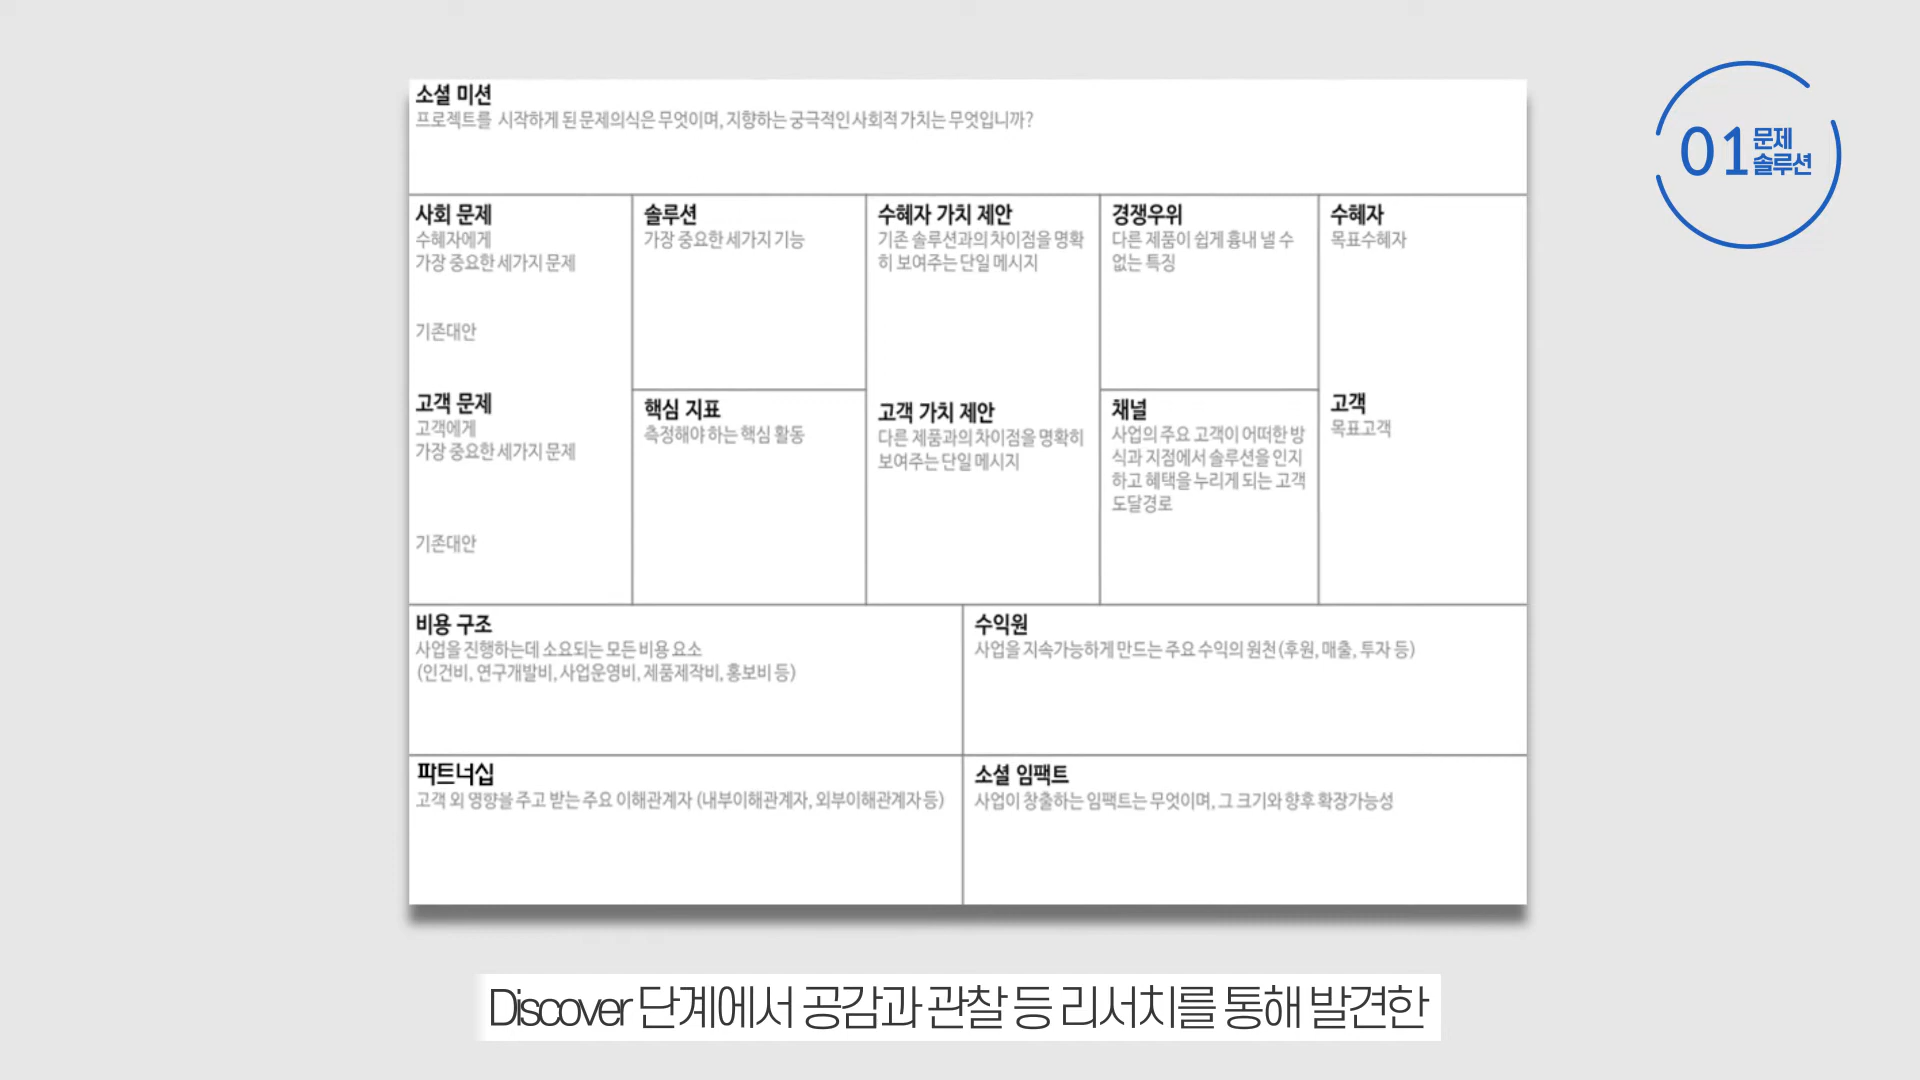 소셜 미션
프로젝트를 시작하게 된 문제의식은 무엇이며, 지향하는 궁극적인 사회적 가치는 무엇입니까?
01 문제
솔루션
사회 문제
수혜자에게
가장 중요한 세가지 문제
기존대안
고객 문제
고객에게
가장 중요한 세가지 문제
기존대안
솔루션
가장 중요한 세가지 기능
핵심 지표
측정해야 하는 핵심 활동
수혜자 가치 제안
기존 솔루션과의 차이점을 명확
히 보여주는 단일 메시지
고객 가치 제안
다른 제품과의 차이점을 명확히
보여주는 단일 메시지
경쟁우위
다른 제품이 쉽게 흉내 낼 수
없는 특징
채널
사업의 주요 고객이 어떠한 방
식과 지점에서 솔루션을 인지
하고 혜택을 누리게 되는 고객
도달경로
수혜자
목표수혜자
고객
목표고객
비용 구조
사업을 진행하는데 소요되는 모든 비용 요소
(인건비, 연구개발비, 사업운영비, 제품제작비, 홍보비 등)
수익원
사업을 지속가능하게 만드는 주요 수익의 원천 (후원, 매출, 투자 등)
파트너십
고객 외 영향을 주고 받는 주요 이해관계자 (내부이해관계자, 외부이해관계자 등)
소셜 임팩트
사업이 창출하는 임팩트는 무엇이며, 그 크기와 향후 확장가능성
Discover 단계에서 공감과 관찰 등 리서치를 통해 발견한